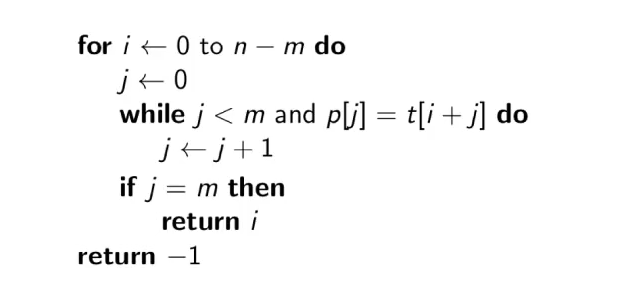 for i ← 0 to n − m do
j ← 0
while j < m and p[j] = t[i + j] do
j ← j + 1
if j = m then
return i
return −1